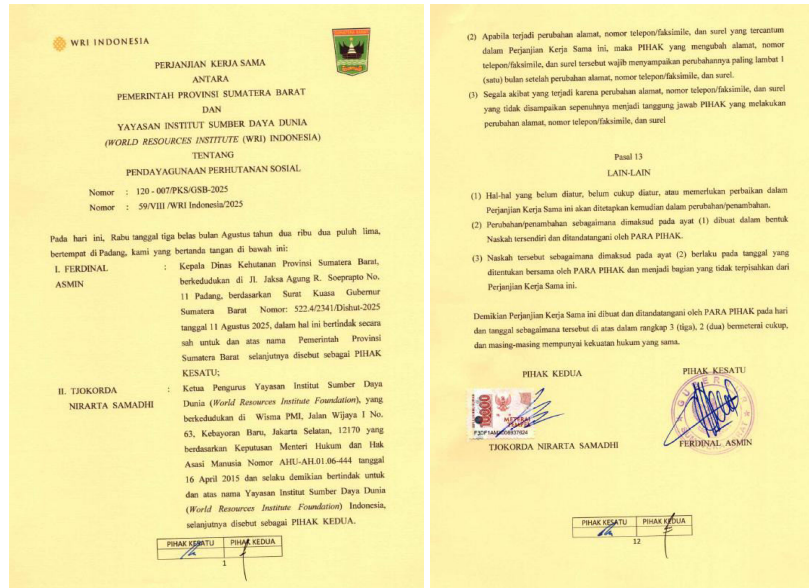 WRI INDONESIA
PERJANJIAN KERJA SAMA
ANTARA
PEMERINTAH PROVINSI SUMATERA BARAT
DAN
YAYASAN INSTITUT SUMBER DAYA DUNIA
(WORLD RESOURCES INSTITUTE (WRI) INDONESIA)
TENTANG
PENDAYAGUNAAN PERHUTANAN SOSIAL
Nomor : 120 - 007/PKS/GSB-2025
Nomor : 59/VIII /WRI Indonesia/2025
Pada hari ini, Rabu tanggal tiga belas bulan Agustus tahun dua ribu dua puluh lima,
bertempat di Padang, kami yang bertanda tangan di bawah ini:
I. FERDINAL ASMIN : Kepala Dinas Kehutanan Provinsi Sumatera Barat,
berkedudukan di Jl. Jaksa Agung R. Soeprapto No.
11 Padang, berdasarkan Surat Kuasa Gubernur
Sumatera Barat Nomor: 522.4/2341/Dishut-2025
tanggal 11 Agustus 2025, dalam hal ini bertindak secara
sah untuk dan atas nama Pemerintah Provinsi
Sumatera Barat selanjutnya disebut sebagai PIHAK
KESATU;
II. TJOKORDA NIRARTA SAMADHI : Ketua Pengurus Yayasan Institut Sumber Daya
Dunia (World Resources Institute Foundation), yang
berkedudukan di Wisma PMI, Jalan Wijaya I No.
63, Kebayoran Baru, Jakarta Selatan, 12170 yang
berdasarkan Keputusan Menteri Hukum dan Hak
Asasi Manusia Nomor AHU-AH.01.06-444 tanggal
16 April 2015 dan selaku demikian bertindak untuk
dan atas nama Yayasan Institut Sumber Daya Dunia
(World Resources Institute Foundation) Indonesia,
selanjutnya disebut sebagai PIHAK KEDUA.
PIHAK KESATU PIHAK KEDUA
1
(2) Apabila terjadi perubahan alamat, nomor telepon/faksimile, dan surel yang tercantum
dalam Perjanjian Kerja Sama ini, maka PIHAK yang mengubah alamat, nomor
telepon/faksimile, dan surel tersebut wajib menyampaikan perubahannya paling lambat 1
(satu) bulan setelah perubahan alamat, nomor telepon/faksimile, dan surel.
(3) Segala akibat yang terjadi karena perubahan alamat, nomor telepon/faksimile, dan surel
yang tidak disampaikan sepenuhnya menjadi tanggung jawab PIHAK yang melakukan
perubahan alamat, nomor telepon/faksimile, dan surel
Pasal 13
LAIN-LAIN
(1) Hal-hal yang belum diatur, belum cukup diatur, atau memerlukan perbaikan dalam
Perjanjian Kerja Sama ini akan ditetapkan kemudian dalam perubahan/penambahan.
(2) Perubahan/penambahan sebagaimana dimaksud pada ayat (1) dibuat dalam bentuk
Naskah tersendiri dan ditandatangani oleh PARA PIHAK.
(3) Naskah tersebut sebagaimana dimaksud pada ayat (2) berlaku pada tanggal yang
ditentukan bersama oleh PARA PIHAK dan menjadi bagian yang tidak terpisahkan dari
Perjanjian Kerja Sama ini.
Demikian Perjanjian Kerja Sama ini dibuat dan ditandatangani oleh PARA PIHAK pada hari
dan tanggal sebagaimana tersebut di atas dalam rangkap 3 (tiga), 2 (dua) bermeterai cukup,
dan masing-masing mempunyai kekuatan hukum yang sama.
PIHAK KEDUA
PIHAK KESATU
10000
METERAI
TEMPEL
TJOKORDA NIRARTA SAMADHI
FERDINAL ASMIN
PIHAK KESATU PIHAK KEDUA
12